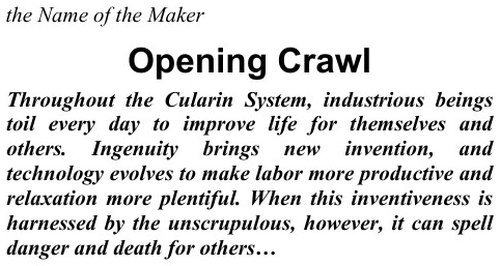 the Name of the Maker
Opening Crawl
Throughout the Cularin System, industrious beings
toil every day to improve life for themselves and
others. Ingenuity brings new invention, and
technology evolves to make labor more productive and
relaxation more plentiful. When this inventiveness is
harnessed by the unscrupulous, however, it can spell
danger and death for others…